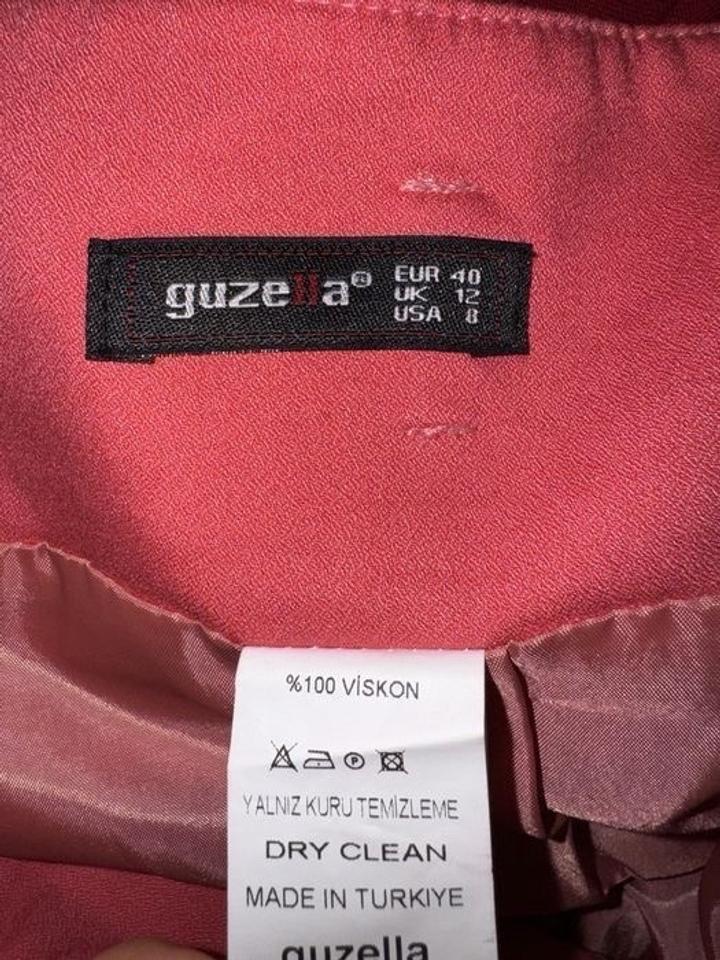 guzella®
EUR 40
UK 12
USA 8
%100 VİSKON
P
YALNIZ KURU TEMİZLEME
DRY CLEAN
MADE IN TURKIYE
guzella